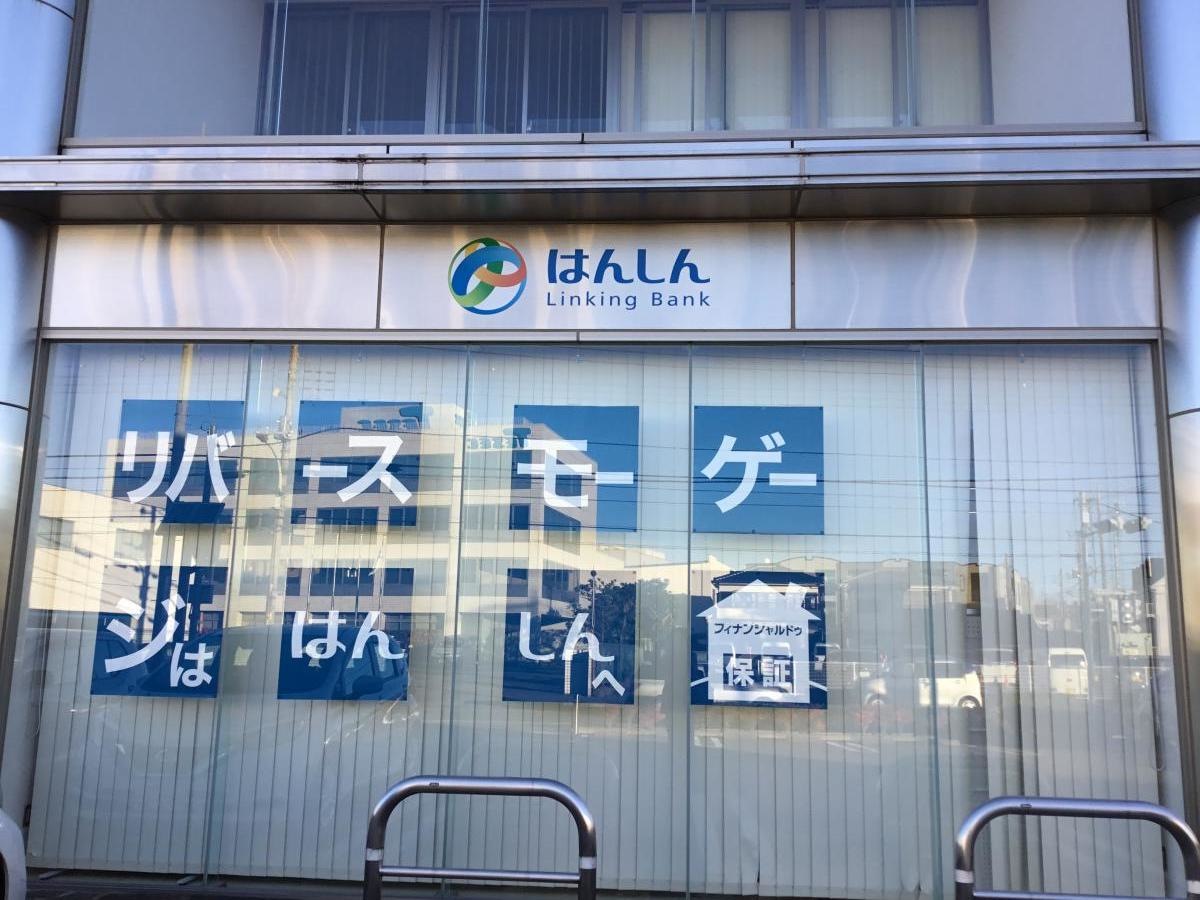 はんしん
Linking Bank
リバースモーゲー
ジははんしんへ
フィナンシャルドゥ
保証